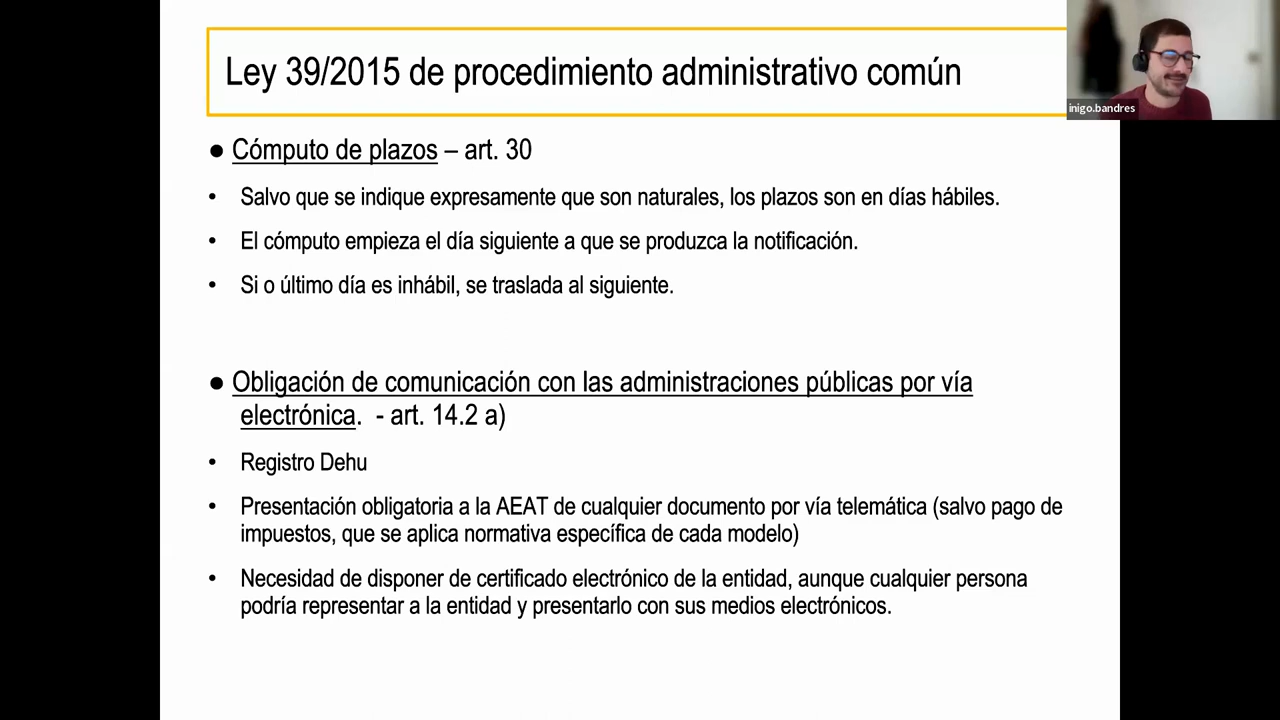 Ley 39/2015 de procedimiento administrativo común
inigo.bandres
● Cómputo de plazos – art. 30
• Salvo que se indique expresamente que son naturales, los plazos son en días hábiles.
• El cómputo empieza el día siguiente a que se produzca la notificación.
• Si o último día es inhábil, se traslada al siguiente.
● Obligación de comunicación con las administraciones públicas por vía
electrónica. - art. 14.2 a)
• Registro Dehu
• Presentación obligatoria a la AEAT de cualquier documento por vía telemática (salvo pago de
impuestos, que se aplica normativa específica de cada modelo)
• Necesidad de disponer de certificado electrónico de la entidad, aunque cualquier persona
podría representar a la entidad y presentarlo con sus medios electrónicos.